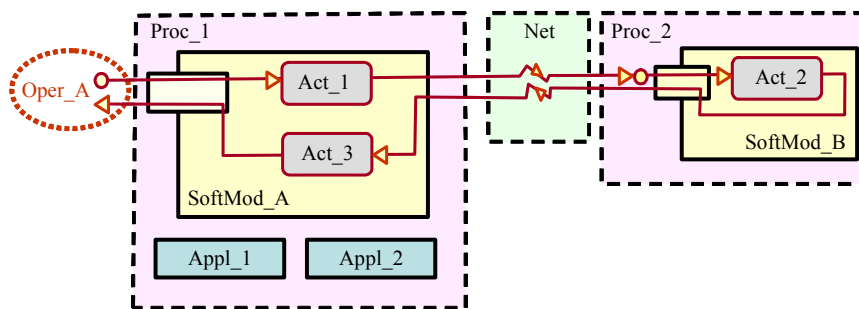 Proc_1
Net
Proc_2
Oper_A
Act_1
Act_2
Act_3
SoftMod_B
SoftMod_A
Appl_1
Appl_2